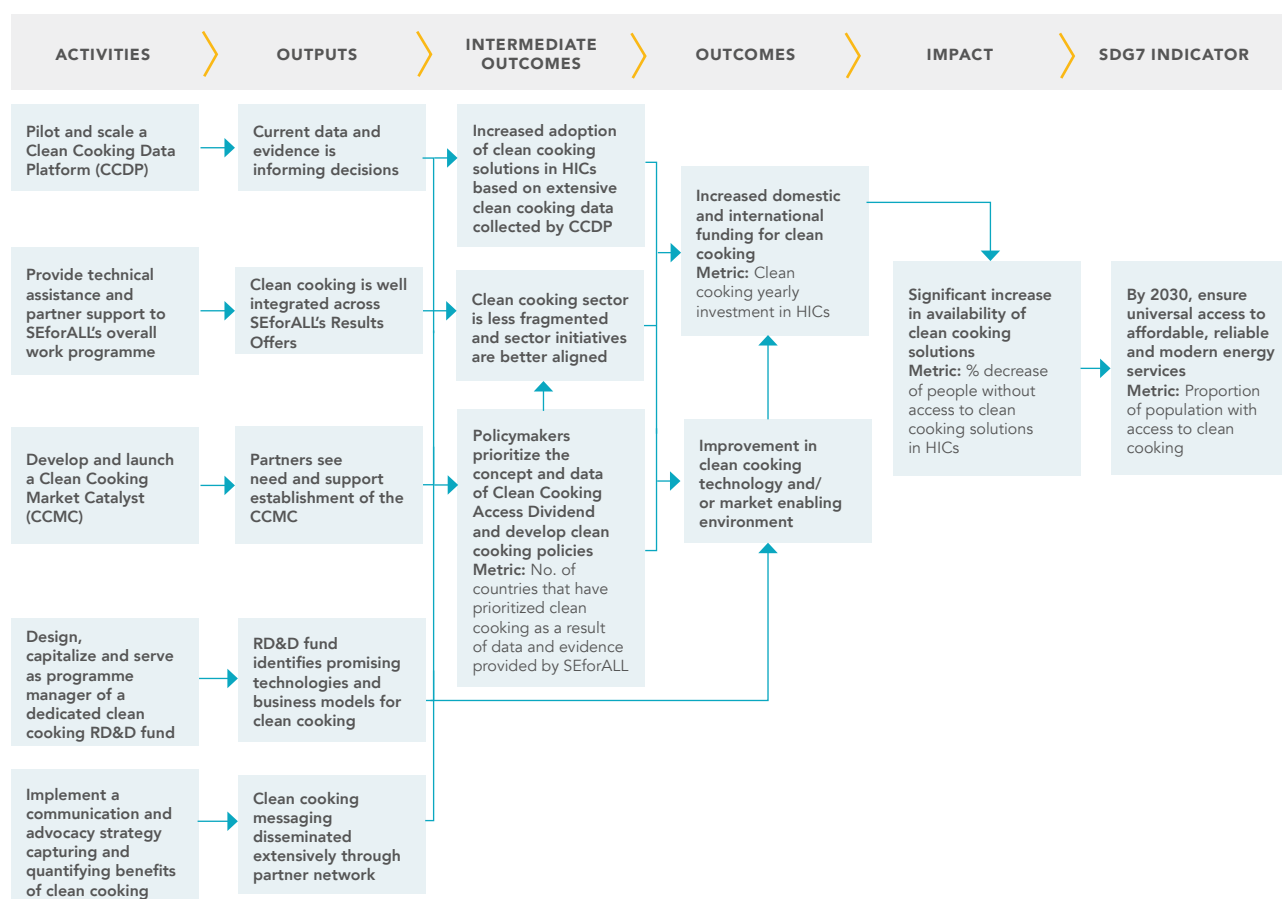 ACTIVITIES
OUTPUTS
INTERMEDIATE
OUTCOMES
OUTCOMES
IMPACT
SDG7 INDICATOR
Pilot and scale a
Clean Cooking Data
Platform (CCDP)
Current data and
evidence is
informing decisions
Increased adoption
of clean cooking
solutions in HICs
based on extensive
clean cooking data
collected by CCDP
Increased domestic
and international
funding for clean
cooking
Metric: Clean
cooking yearly
investment in HICs
Provide technical
assistance and
partner support to
SEforALL's overall
work programme
Clean cooking is well
integrated across
SEforALL's Results
Offers
Clean cooking sector
is less fragmented
and sector initiatives
are better aligned
Significant increase
in availability of
clean cooking
solutions
Metric: % decrease
of people without
access to clean
cooking solutions
in HICs
By 2030, ensure
universal access to
affordable, reliable
and modern energy
services
Metric: Proportion
of population with
access to clean
cooking
Develop and launch
a Clean Cooking
Market Catalyst
(CCMC)
Partners see
need and support
establishment of the
CCMC
Policymakers
prioritize the
concept and data
of Clean Cooking
Access Dividend
and develop clean
cooking policies
Metric: No. of
countries that have
prioritized clean
cooking as a result
of data and evidence
provided by SEforALL
Improvement in
clean cooking
technology and/
or market enabling
environment
Design,
capitalize and serve
as programme
manager of a
dedicated clean
cooking RD&D fund
RD&D fund
identifies promising
technologies and
business models for
clean cooking
Implement a
communication and
advocacy strategy
capturing and
quantifying benefits
of clean cooking
Clean cooking
messaging
disseminated
extensively through
partner network